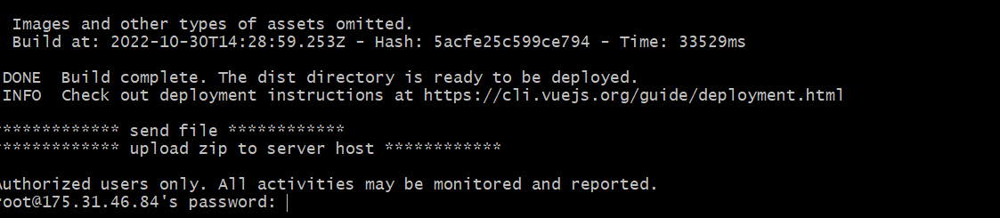 Images and other types of assets omitted.
Build at: 2022-10-30T14:28:59.253Z - Hash: 5acfe25c599ce794 - Time: 33529ms
DONE Build complete. The dist directory is ready to be deployed.
INFO Check out deployment instructions at https://cli.vuejs.org/guide/deployment.html
************* send file ************
************* upload zip to server host ************
Authorized users only. All activities may be monitored and reported.
root@175.31.46.84's password: